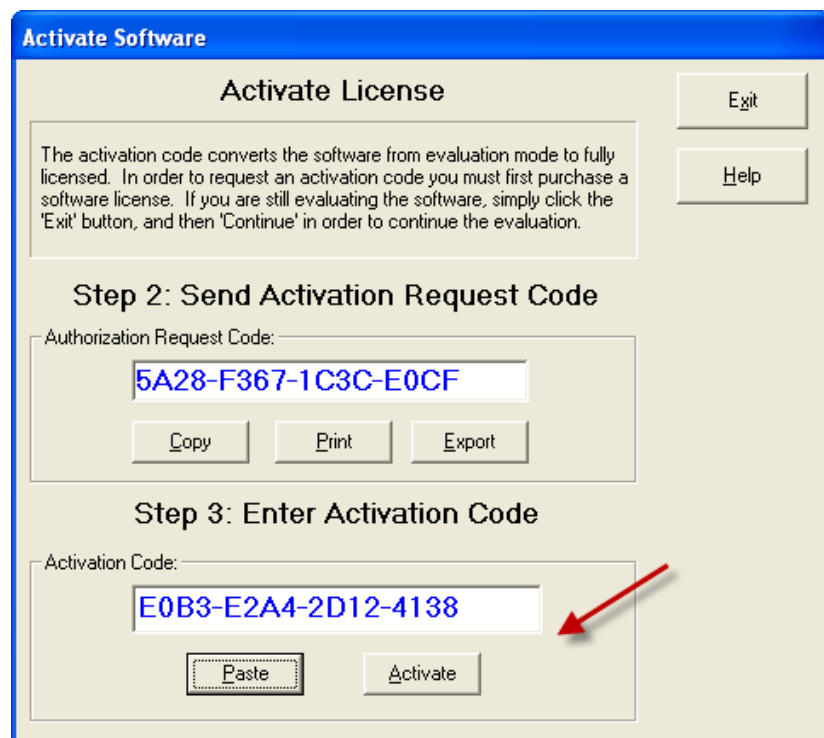 Activate Software
Activate License
Exit
The activation code converts the software from evaluation mode to fully
licensed. In order to request an activation code you must first purchase a
software license. If you are still evaluating the software, simply click the
'Exit' button, and then 'Continue' in order to continue the evaluation.
Help
Step 2: Send Activation Request Code
Authorization Request Code:
5A28-F367-1C3C-E0CF
Copy Print Export
Step 3: Enter Activation Code
Activation Code:
E0B3-E2A4-2D12-4138
Paste Activate